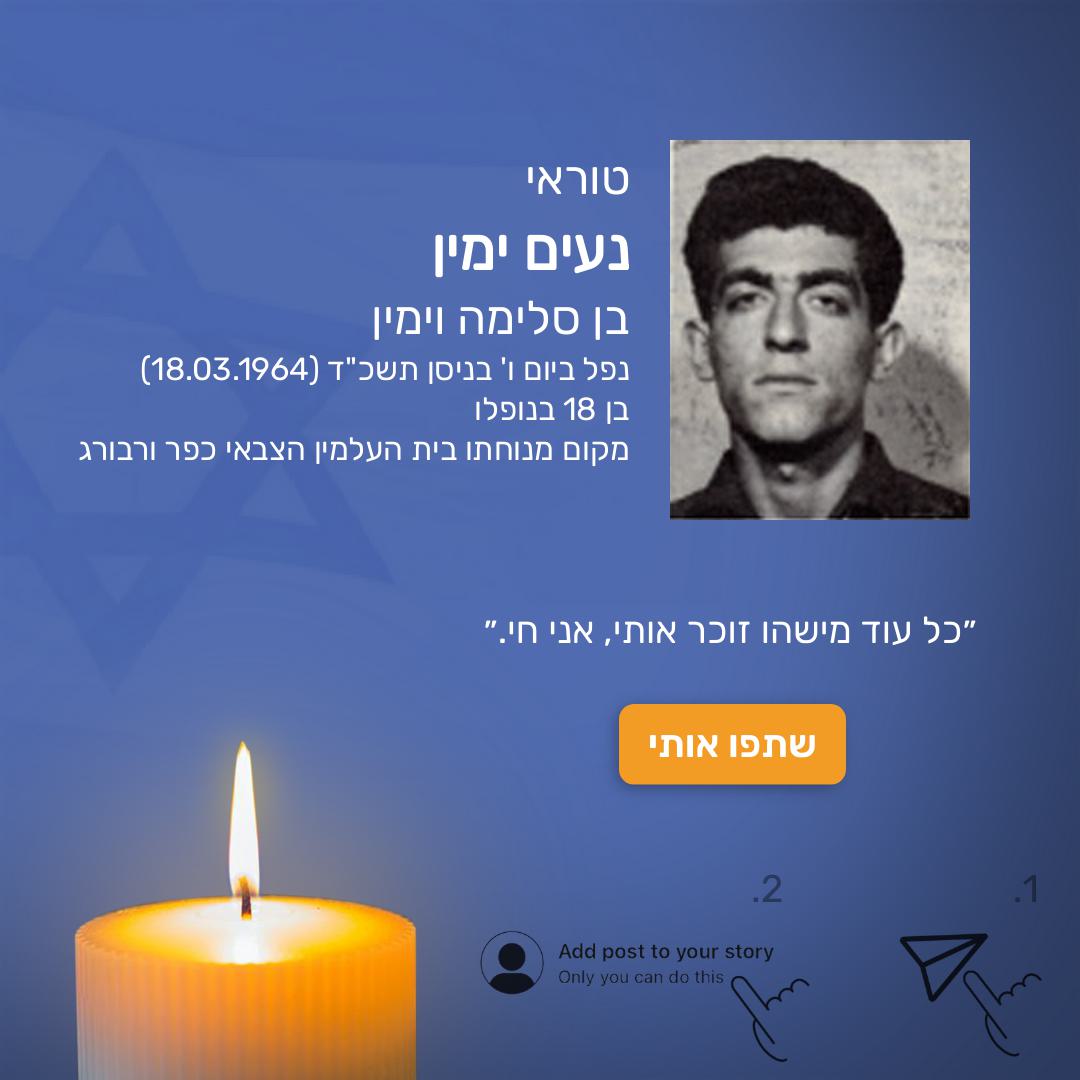 טוראי
נעים ימין
בן סלימה וימין
נפל ביום ו' בניסן תשכ"ד (18.03.1964)
בן 18 בנופלו
מקום מנוחתו בית העלמין הצבאי כפר ורבורג
״כל עוד מישהו זוכר אותי, אני חי.״
שתפו אותי
.1
.2
Add post to your story
Only you can do this